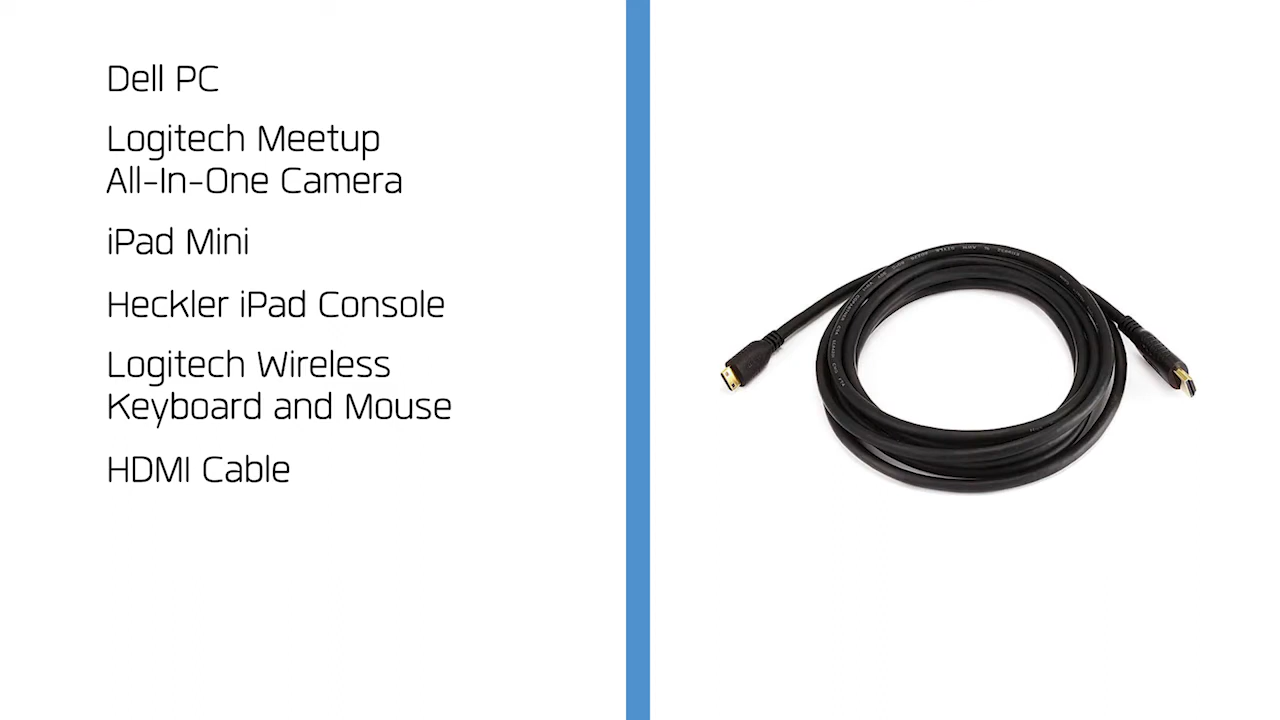 Dell PC
Logitech Meetup
All-In-One Camera
iPad Mini
Heckler iPad Console
Logitech Wireless
Keyboard and Mouse
HDMI Cable